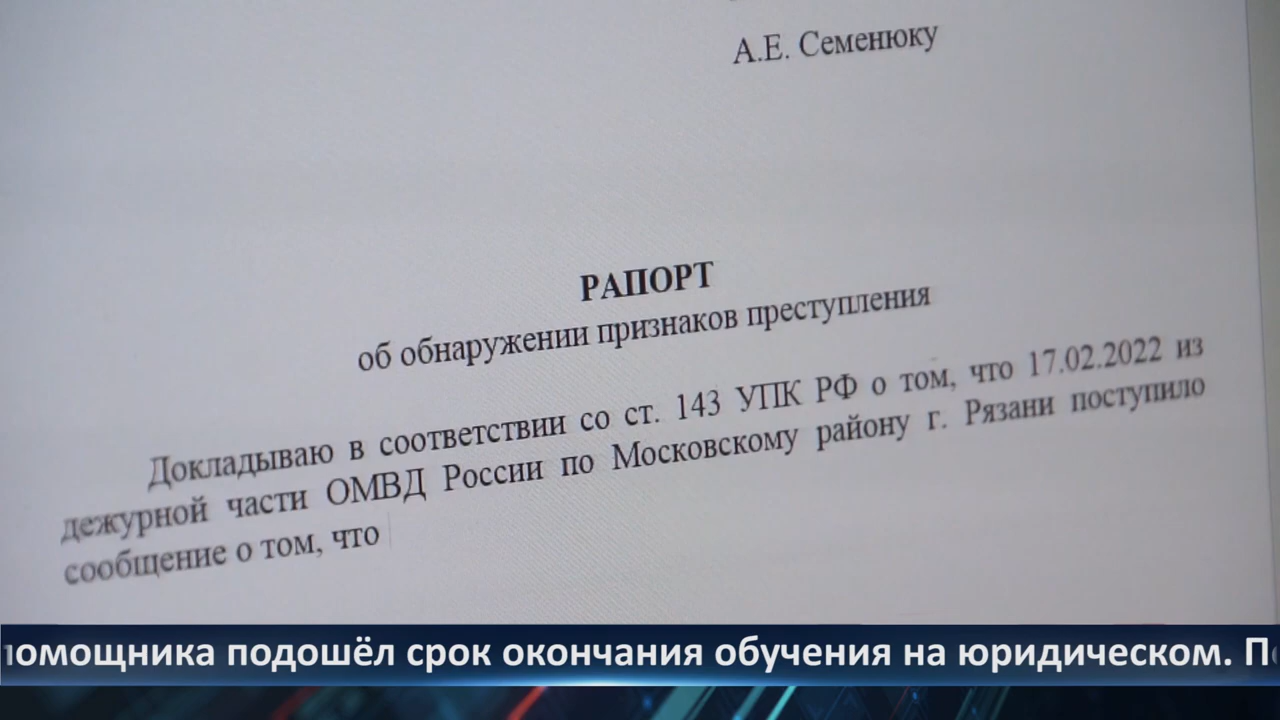 А.Е. Семенюку
РАПОРТ
об обнаружении признаков преступления
Докладываю в соответствии со ст. 143 УПК РФ о том, что 17.02.2022 из
дежурной части ОМВД России по Московскому району г. Рязани поступило
сообщение о том, что
помощника подошёл срок окончания обучения на юридическом.